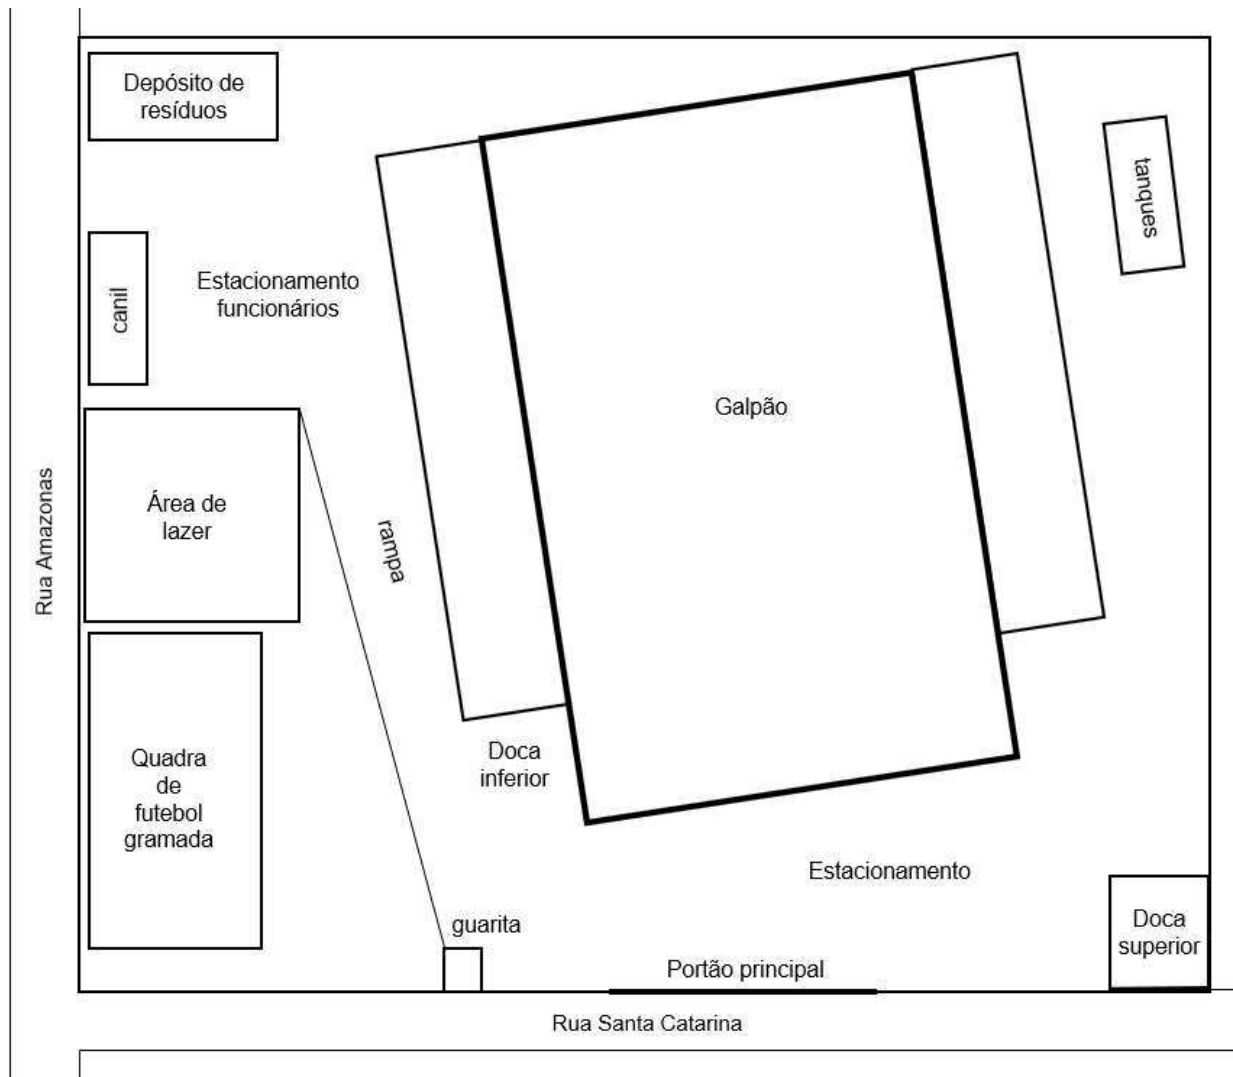 Depósito de
resíduos
tanques
canil
Estacionamento
funcionários
Galpão
Rua Amazonas
Área de
lazer
rampa
Quadra
de
futebol
gramada
Doca
inferior
Estacionamento
guarita
Doca
superior
Portão principal
Rua Santa Catarina